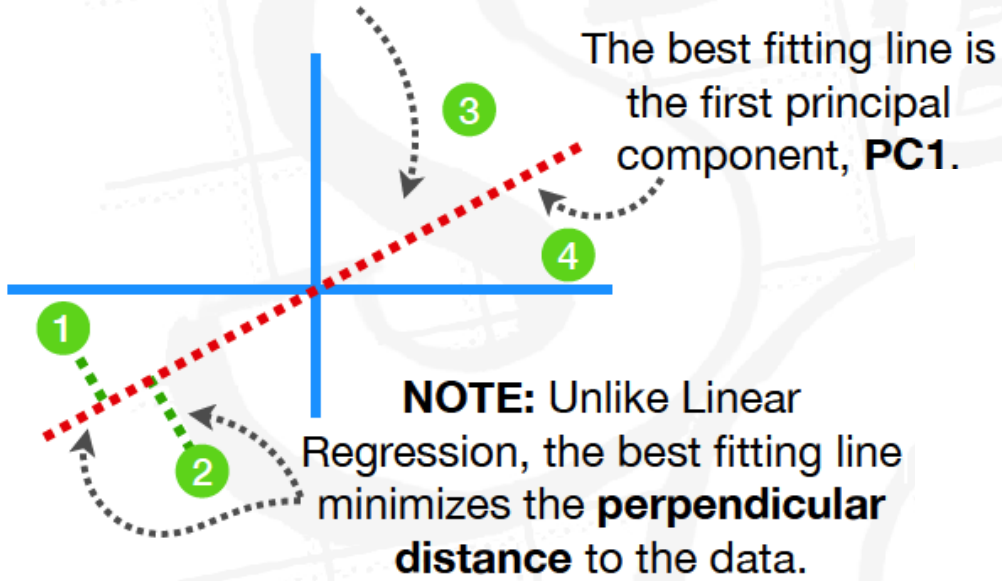 The best fitting line is
the first principal
component, PC1.
3
4
1
2
NOTE: Unlike Linear
Regression, the best fitting line
minimizes the perpendicular
distance to the data.